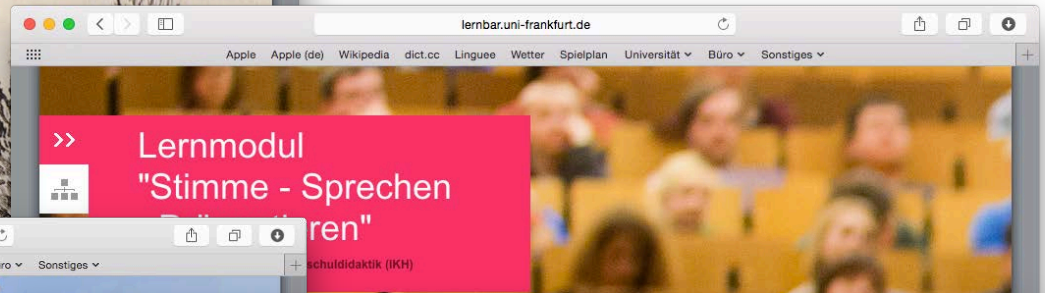 lernbar.uni-frankfurt.de
Apple Apple (de) Wikipedia dict.cc Linguee Wetter Spielplan Universität Büro Sonstiges
Lernmodul
"Stimme - Sprechen
ren"
schuldidaktik (IKH)
ro Sonstiges